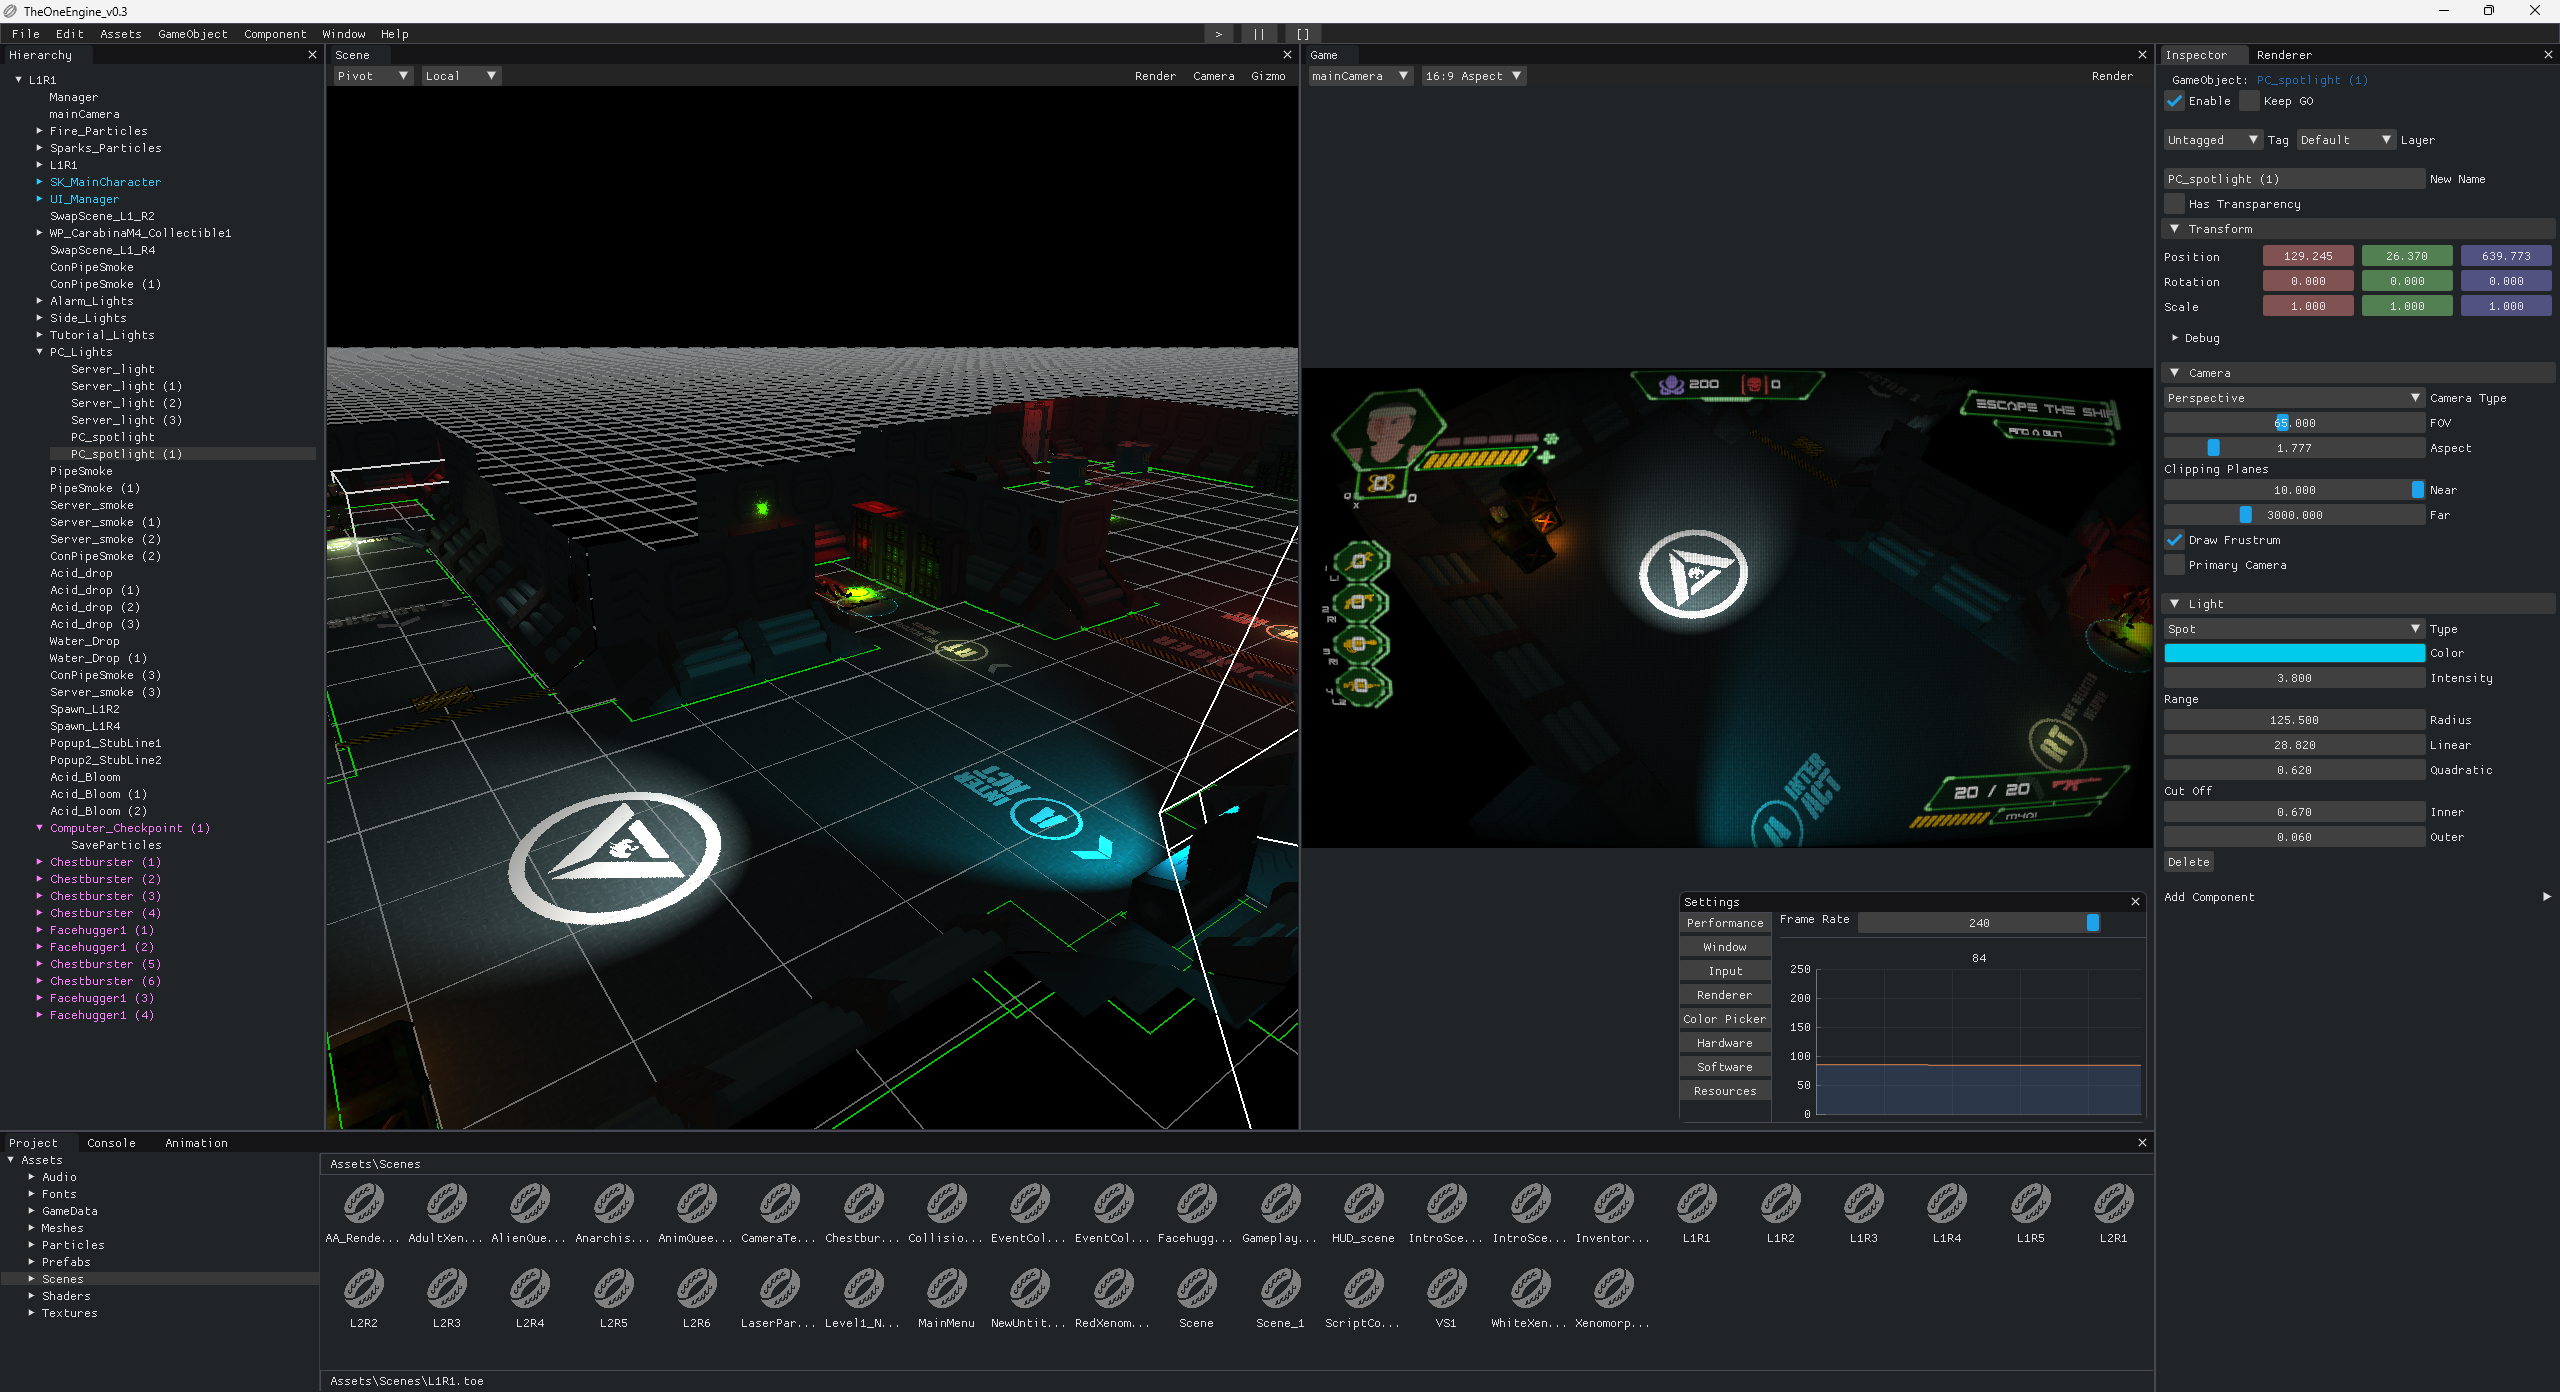 TheOneEngine_v0.3
File Edit Assets GameObject Component Window Help
> || []
Hierarchy
L1R1
Manager
mainCamera
Fire_Particles
Sparks_Particles
L1R1
SK_MainCharacter
UI_Manager
SwapScene_L1_R2
WP_CarabinaM4_Collectible1
SwapScene_L1_R4
ConPipeSmoke
ConPipeSmoke (1)
Alarm_Lights
Side_Lights
Tutorial_Lights
PC_Lights
Server_light
Server_light (1)
Server_light (2)
Server_light (3)
PC_spotlight
PC_spotlight (1)
PipeSmoke
PipeSmoke (1)
Server_smoke
Server_smoke (1)
Server_smoke (2)
ConPipeSmoke (2)
Acid_drop
Acid_drop (1)
Acid_drop (2)
Acid_drop (3)
Water_Drop
Water_Drop (1)
ConPipeSmoke (3)
Server_smoke (3)
Spawn_L1R2
Spawn_L1R4
Popup1_StubLine1
Popup2_StubLine2
Acid_Bloom
Acid_Bloom (1)
Acid_Bloom (2)
Computer_Checkpoint (1)
SaveParticles
Chestburster (1)
Chestburster (2)
Chestburster (3)
Chestburster (4)
Facehugger1 (1)
Facehugger1 (2)
Chestburster (5)
Chestburster (6)
Facehugger1 (3)
Facehugger1 (4)
Scene
Pivot Local Render Camera Gizmo
RT
DANGER
INTER
ACT
Game
mainCamera 16:9 Aspect Render
200 0
ESCAPE THE SHIP
FIND A GUN
RT
INTER
ACT
20 / 20
M4A1
Settings
Performance
Window
Input
Renderer
Color Picker
Hardware
Software
Resources
Frame Rate 240
84
250
200
150
100
50
0
Inspector Renderer
GameObject: PC_spotlight (1)
Enable Keep GO
Untagged Tag Default Layer
PC_spotlight (1) New Name
Has Transparency
Transform
Position 129.245 26.370 639.773
Rotation 0.000 0.000 0.000
Scale 1.000 1.000 1.000
Debug
Camera
Perspective Camera Type
65.000 FOV
1.777 Aspect
Clipping Planes
10.000 Near
3000.000 Far
Draw Frustrum
Primary Camera
Light
Spot Type
Color
3.800 Intensity
Range
125.500 Radius
28.820 Linear
0.620 Quadratic
Cut Off
0.670 Inner
0.060 Outer
Delete
Add Component
Project Console Animation
Assets
Audio
Fonts
GameData
Meshes
Particles
Prefabs
Scenes
Shaders
Textures
Assets\Scenes
AA_Rende... AdultXen... AlienQue... Anarchis... AnimQuee... CameraTe... Chestbur... Collisio... EventCol... EventCol... Facehugg... Gameplay... HUD_scene IntroSce... IntroSce... Inventor... L1R1 L1R2 L1R3 L1R4 L1R5 L2R1
L2R2 L2R3 L2R4 L2R5 L2R6 LaserPar... Level1_N... MainMenu NewUntit... RedXenom... Scene Scene_1 ScriptCo... VS1 WhiteXen... Xenomorp...
Assets\Scenes\L1R1.toe